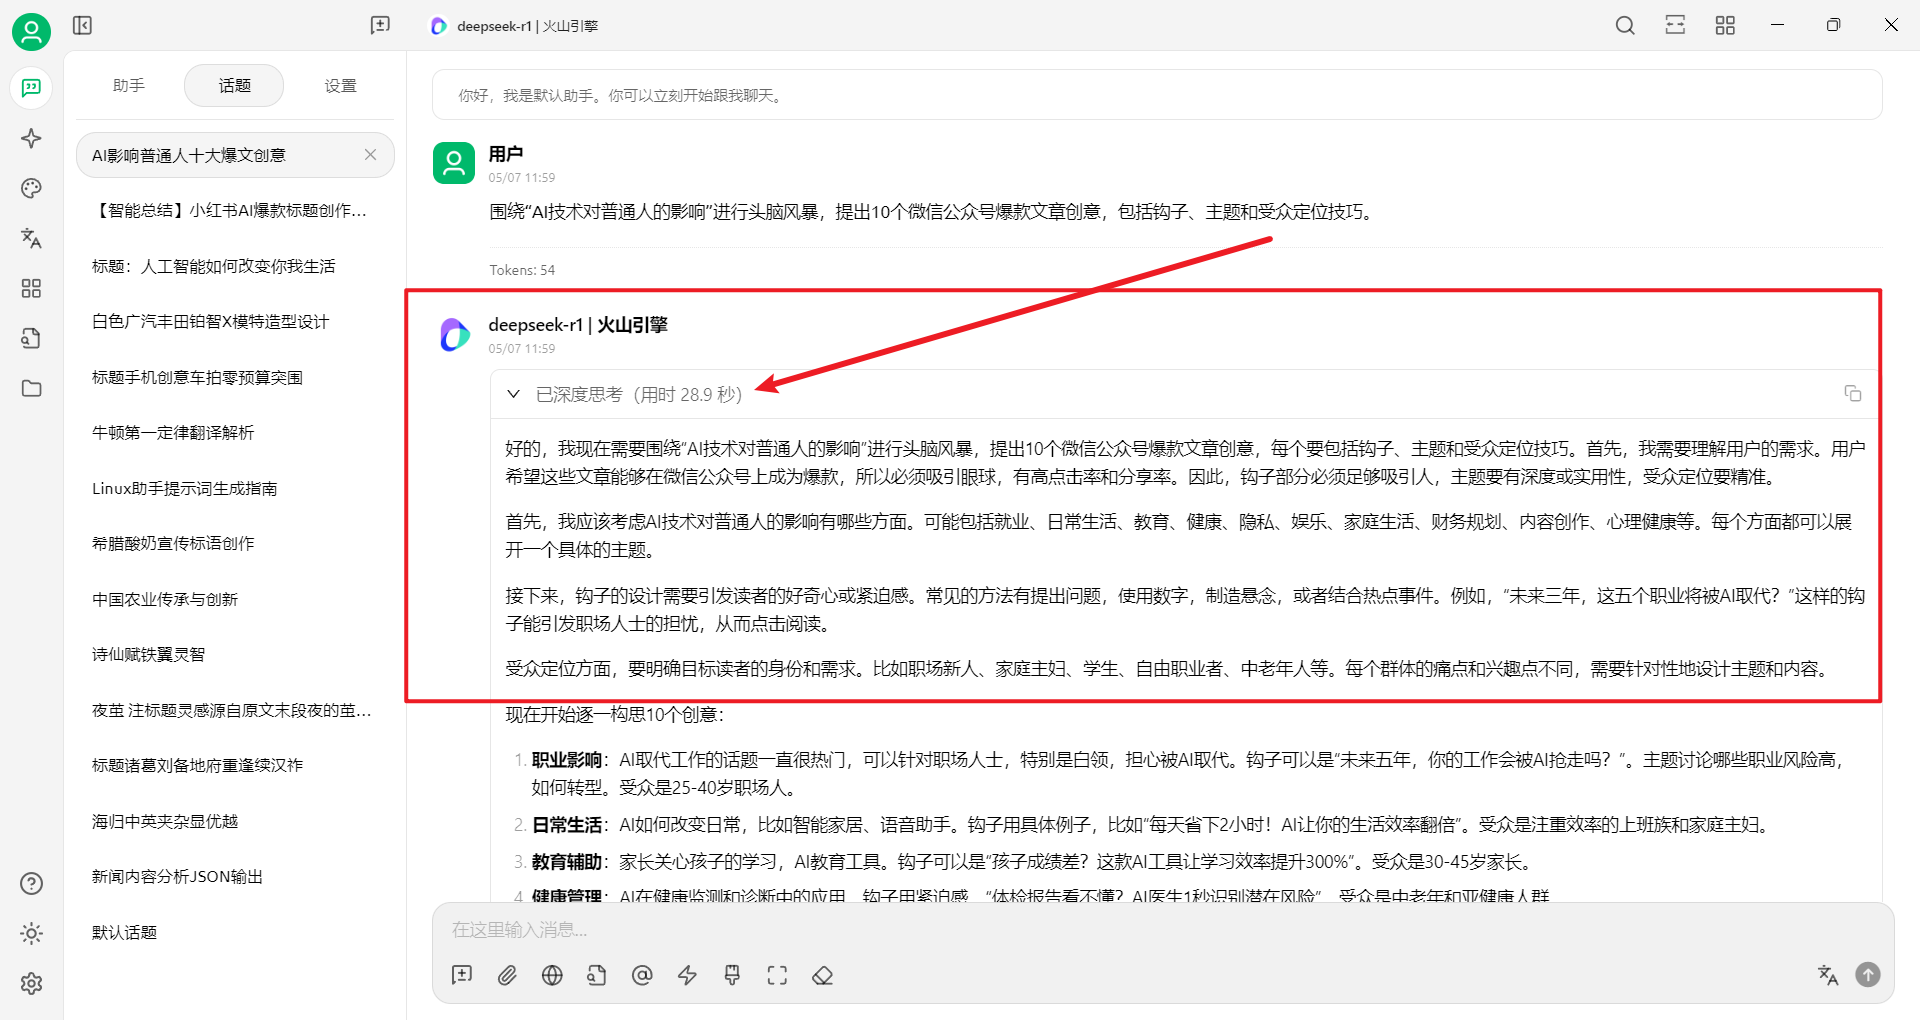 deepseek-r1 | 火山引擎
助手
话题
设置
AI影响普通人十大爆文创意
【智能总结】小红书AI爆款标题创作...
标题：人工智能如何改变你我生活
白色广汽丰田铂智X模特造型设计
标题手机创意车拍零预算突围
牛顿第一定律翻译解析
Linux助手提示词生成指南
希腊酸奶宣传标语创作
中国农业传承与创新
诗仙赋铁翼灵智
夜茧 注标题灵感源自原文末段夜的茧...
标题诸葛刘备地府重逢续汉祚
海归中英夹杂显优越
新闻内容分析JSON输出
默认话题
你好，我是默认助手。你可以立刻开始跟我聊天。
用户
05/07 11:59
围绕“AI技术对普通人的影响”进行头脑风暴，提出10个微信公众号爆款文章创意，包括钩子、主题和受众定位技巧。
Tokens: 54
deepseek-r1 | 火山引擎
05/07 11:59
已深度思考（用时 28.9 秒）
好的，我现在需要围绕“AI技术对普通人的影响”进行头脑风暴，提出10个微信公众号爆款文章创意，每个要包括钩子、主题和受众定位技巧。首先，我需要理解用户的需求。用户
希望这些文章能够在微信公众号上成为爆款，所以必须吸引眼球，有高点击率和分享率。因此，钩子部分必须足够吸引人，主题要有深度或实用性，受众定位要精准。
首先，我应该考虑AI技术对普通人的影响有哪些方面。可能包括就业、日常生活、教育、健康、隐私、娱乐、家庭生活、财务规划、内容创作、心理健康等。每个方面都可以展
开一个具体的主题。
接下来，钩子的设计需要引发读者的好奇心或紧迫感。常见的方法有提出问题，使用数字，制造悬念，或者结合热点事件。例如，“未来三年，这五个职业将被AI取代？”这样的钩
子能引发职场人士的担忧，从而点击阅读。
受众定位方面，要明确目标读者的身份和需求。比如职场新人、家庭主妇、学生、自由职业者、中老年人等。每个群体的痛点和兴趣点不同，需要针对性地设计主题和内容。
现在开始逐一构思10个创意：
1. 职业影响：AI取代工作的话题一直很热门，可以针对职场人士，特别是白领，担心被AI取代。钩子可以是“未来五年，你的工作会被AI抢走吗？”。主题讨论哪些职业风险高，
如何转型。受众是25-40岁职场人。
2. 日常生活：AI如何改变日常，比如智能家居、语音助手。钩子用具体例子，比如“每天省下2小时！AI让你的生活效率翻倍”。受众是注重效率的上班族和家庭主妇。
3. 教育辅助：家长关心孩子的学习，AI教育工具。钩子可以是“孩子成绩差？这款AI工具让学习效率提升300%”。受众是30-45岁家长。
4. 健康管理：AI在健康监测和诊断中的应用，钩子用紧迫感，“体检报告看不懂？AI医生1秒识别潜在风险”，受众是中老年和亚健康人群
在这里输入消息...